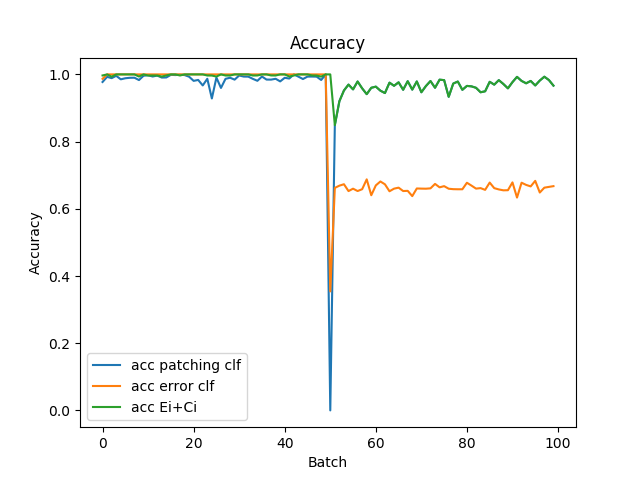 Accuracy
1.0
0.8
0.6
0.4
0.2
0.0
Accuracy
acc patching clf
acc error clf
acc Ei+Ci
0 20 40 60 80 100
Batch